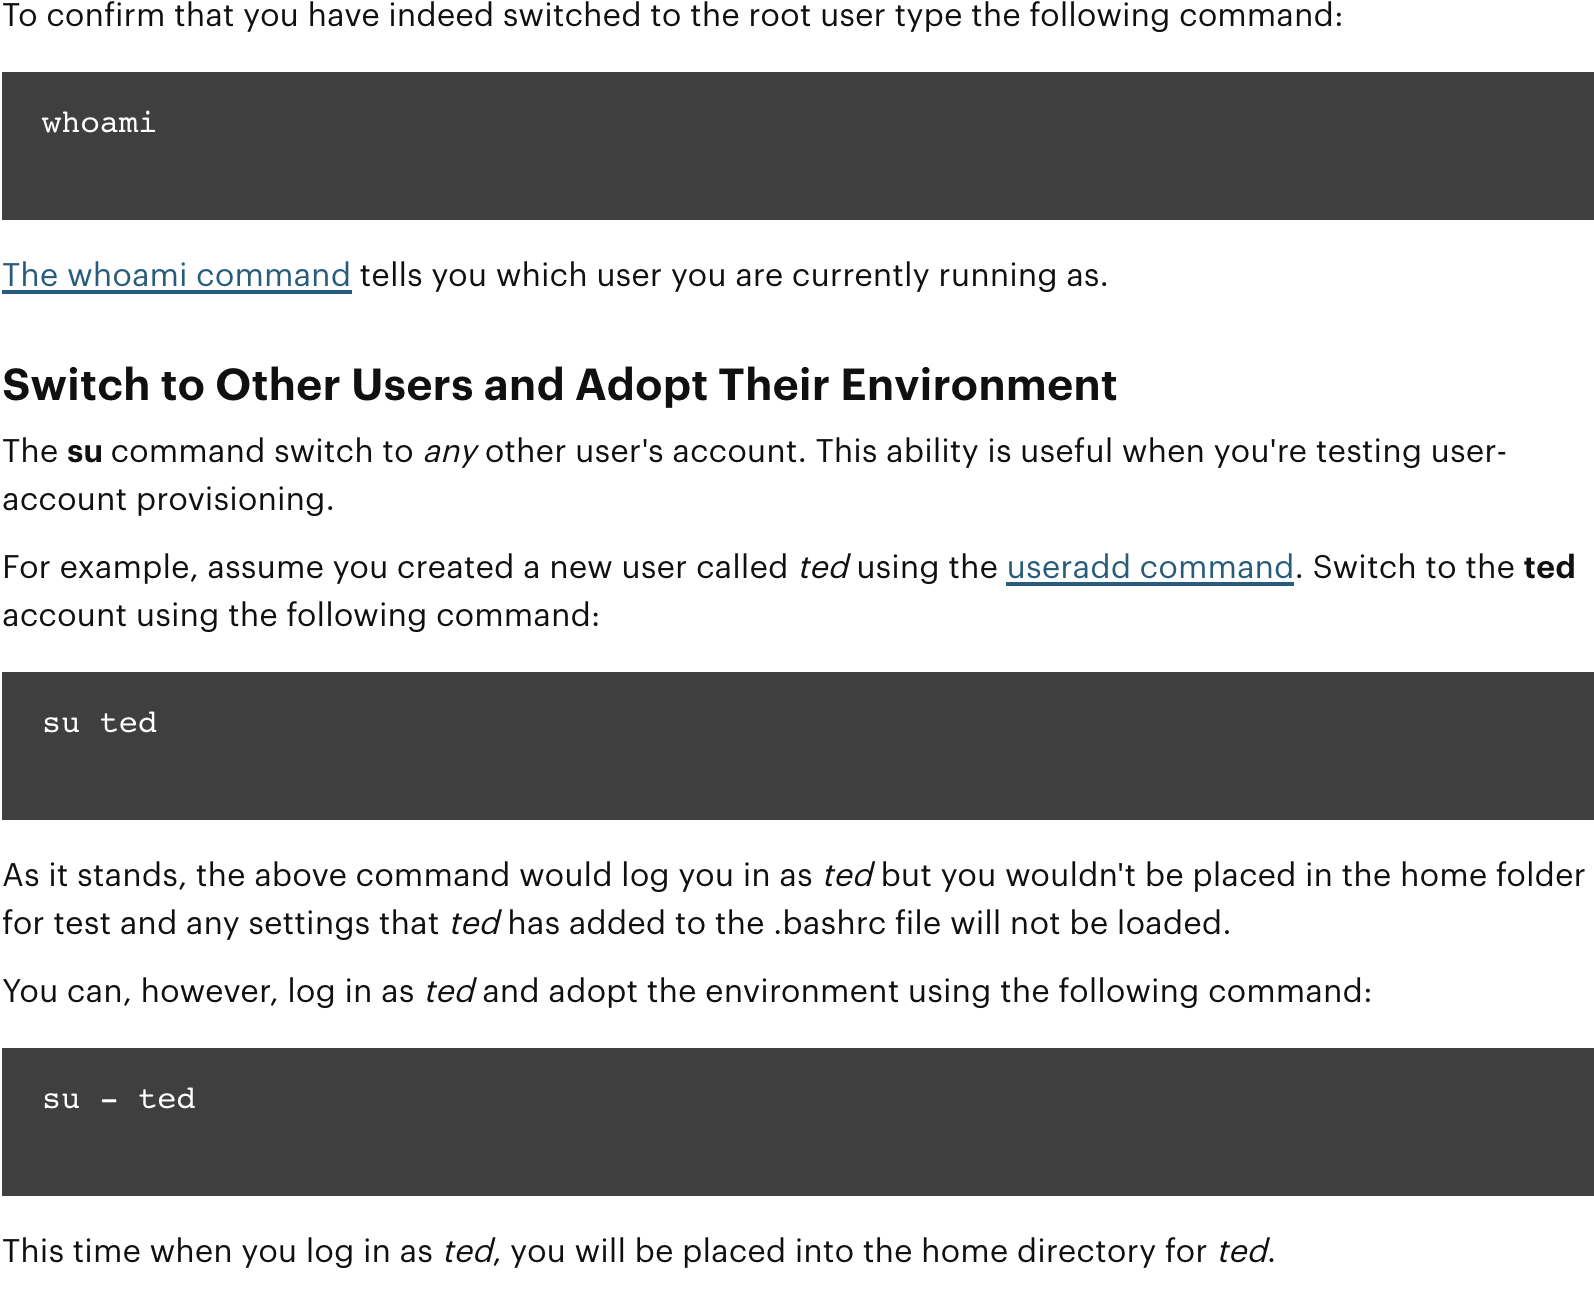 To confirm that you have indeed switched to the root user type the following command:
whoami
The whoami command tells you which user you are currently running as.
Switch to Other Users and Adopt Their Environment
The su command switch to any other user's account. This ability is useful when you're testing user-
account provisioning.
For example, assume you created a new user called ted using the useradd command. Switch to the ted
account using the following command:
su ted
As it stands, the above command would log you in as ted but you wouldn't be placed in the home folder
for test and any settings that ted has added to the .bashrc file will not be loaded.
You can, however, log in as ted and adopt the environment using the following command:
su - ted
This time when you log in as ted, you will be placed into the home directory for ted.